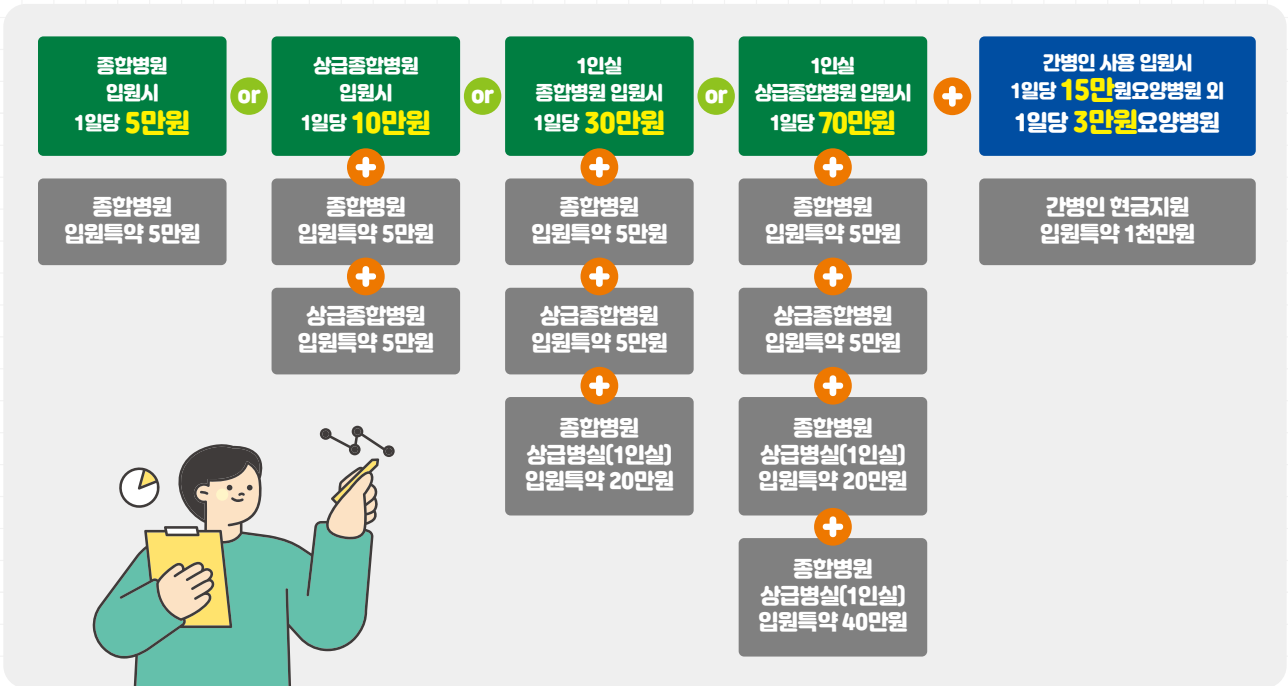 종합병원
입원시
1일당 5만원
or
상급종합병원
입원시
1일당 10만원
or
1인실
종합병원 입원시
1일당 30만원
or
1인실
상급종합병원 입원시
1일당 70만원
+
간병인 사용 입원시
1일당 15만원요양병원 외
1일당 3만원요양병원
종합병원
입원특약 5만원
+
종합병원
입원특약 5만원
+
상급종합병원
입원특약 5만원
+
종합병원
입원특약 5만원
+
상급종합병원
입원특약 5만원
+
종합병원
상급병실(1인실)
입원특약 20만원
+
종합병원
입원특약 5만원
+
상급종합병원
입원특약 5만원
+
종합병원
상급병실(1인실)
입원특약 20만원
+
종합병원
상급병실(1인실)
입원특약 40만원
간병인 현금지원
입원특약 1천만원